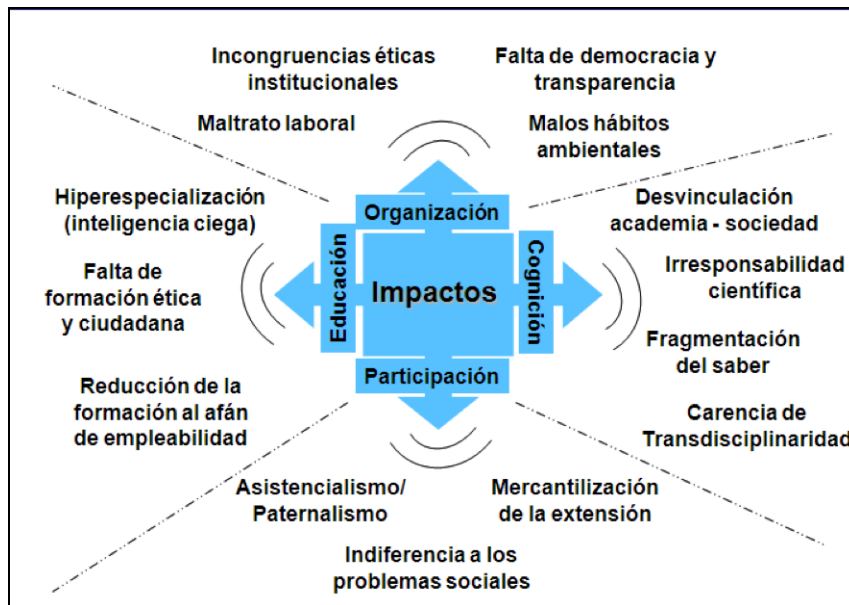 Incongruencias éticas
institucionales
Falta de democracia y
transparencia
Maltrato laboral
Malos hábitos
ambientales
Hiperespecialización
(inteligencia ciega)
Organización
Desvinculación
academia - sociedad
Falta de
formación ética
y ciudadana
Educación
Impactos
Cognición
Irresponsabilidad
científica
Fragmentación
del saber
Reducción de la
formación al afán
de empleabilidad
Participación
Carencia de
Transdisciplinaridad
Asistencialismo/
Paternalismo
Mercantilización
de la extensión
Indiferencia a los
problemas sociales